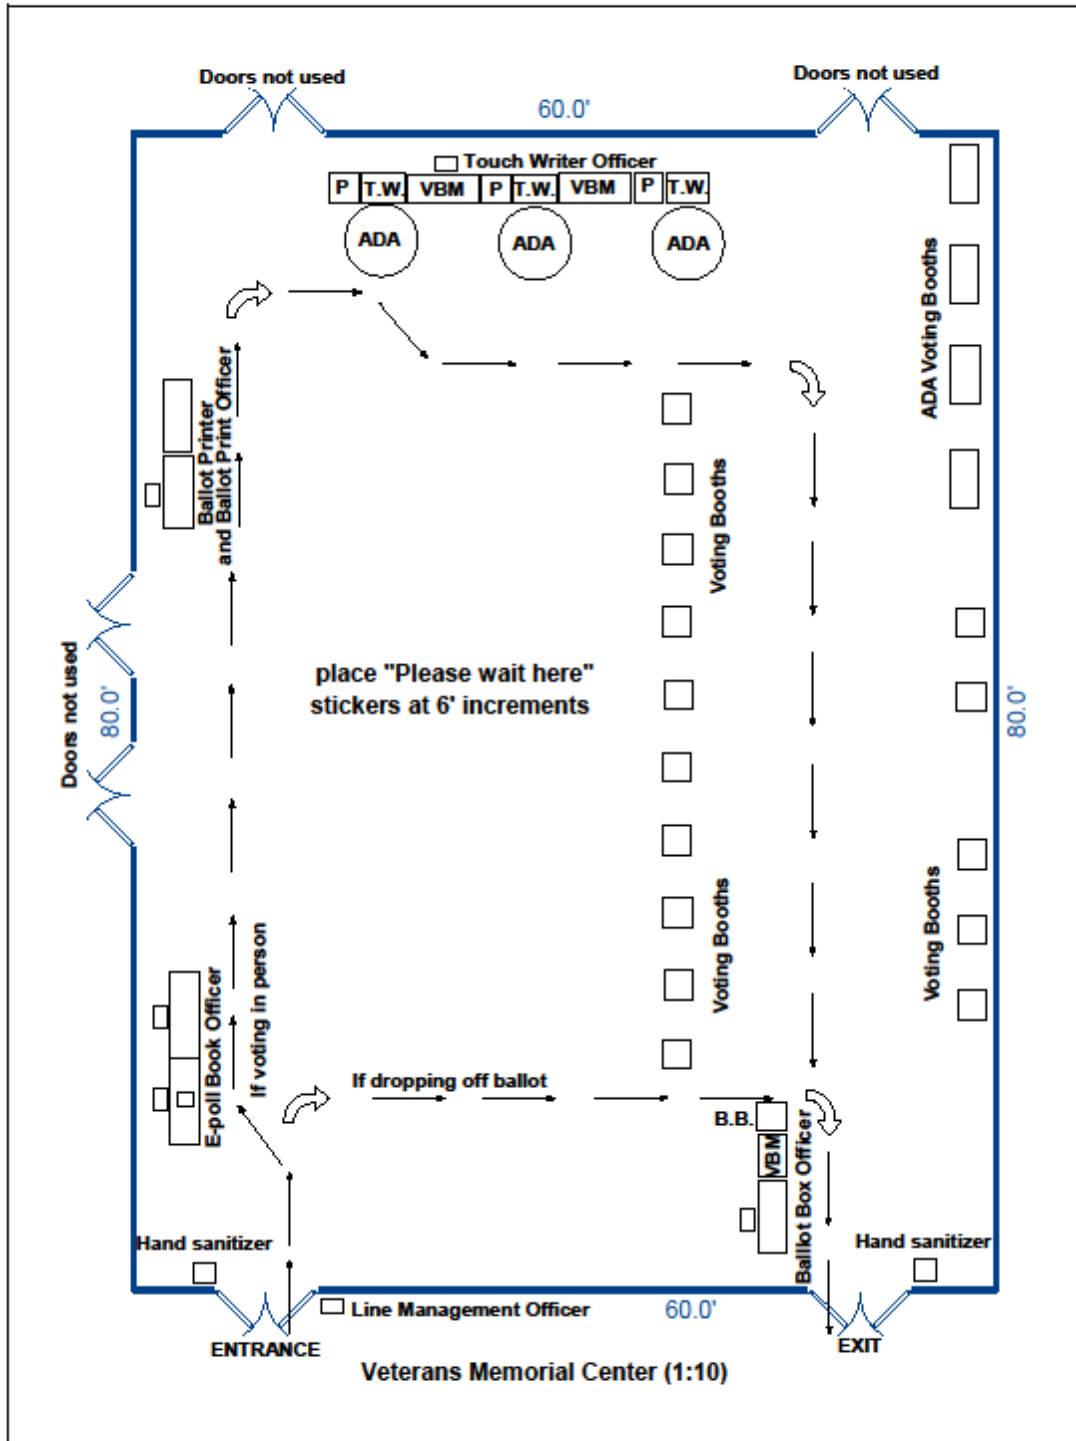 Doors not used
Doors not used
60.0'
Touch Writer Officer
P T.W. VBM P T.W. VBM P T.W.
ADA ADA ADA
ADA Voting Booths
Ballot Printer
and Ballot Print Officer
Voting Booths
place "Please wait here"
stickers at 6' increments
Doors not used
80.0'
80.0'
Voting Booths
Voting Booths
If voting in person
E-poll Book Officer
If dropping off ballot
B.B.
VBM
Balllot Box Officer
Hand sanitizer
Hand sanitizer
Line Management Officer
60.0'
ENTRANCE
EXIT
Veterans Memorial Center (1:10)